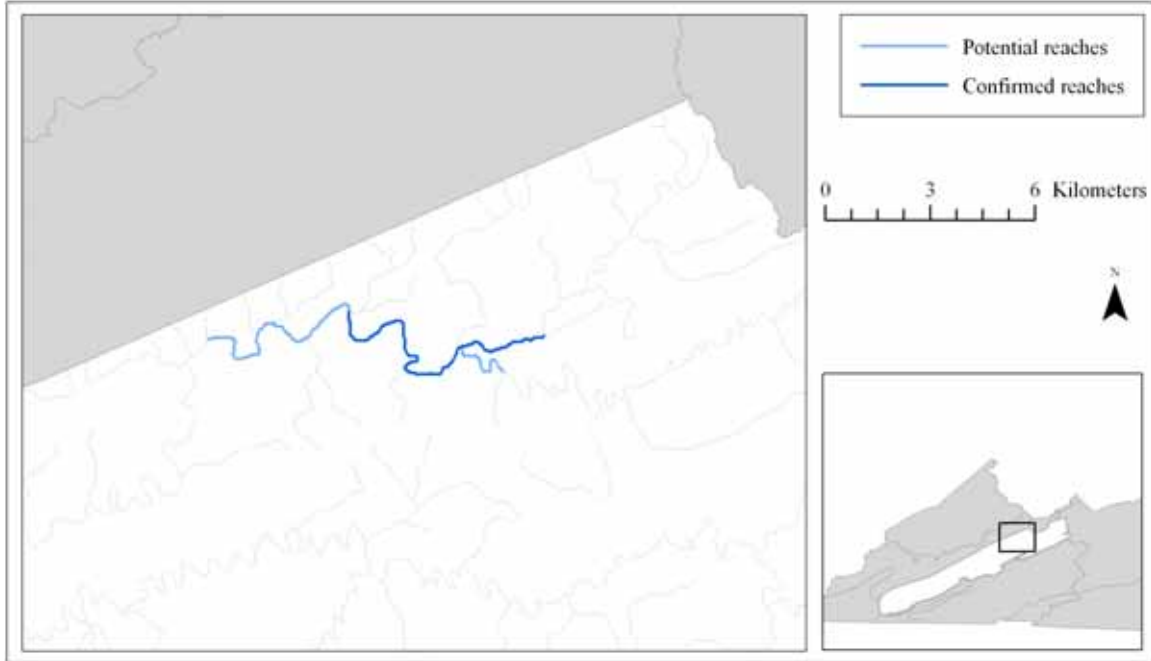 Potential reaches
Confirmed reaches
0 3 6 Kilometers
N